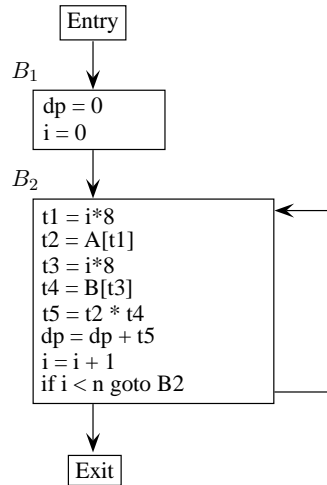 Entry
B1
dp = 0
i = 0
B2
t1 = i*8
t2 = A[t1]
t3 = i*8
t4 = B[t3]
t5 = t2 * t4
dp = dp + t5
i = i + 1
if i < n goto B2
Exit